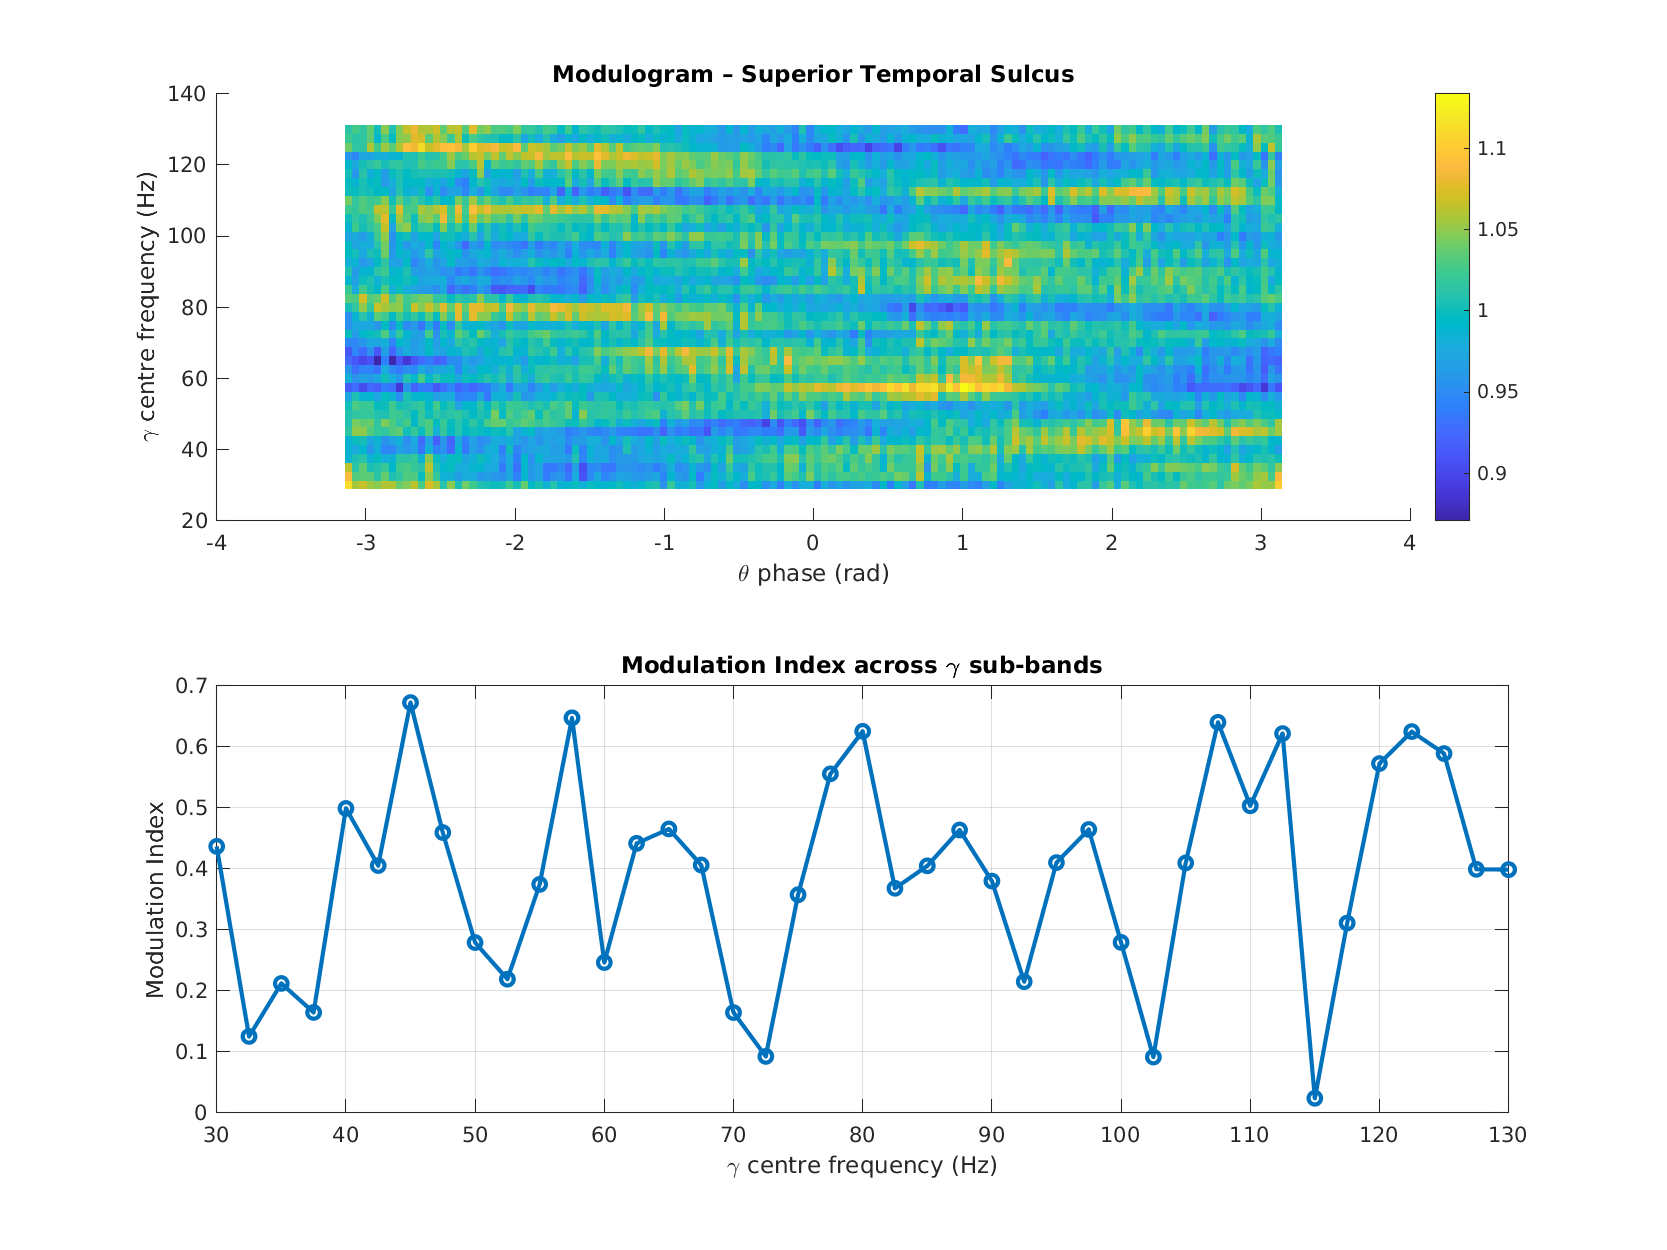 Modulogram – Superior Temporal Sulcus
140
120
100
80
60
40
20
γ centre frequency (Hz)
-4 -3 -2 -1 0 1 2 3 4
θ phase (rad)
1.1
1.05
1
0.95
0.9
Modulation Index across γ sub-bands
0.7
0.6
0.5
0.4
0.3
0.2
0.1
0
Modulation Index
30 40 50 60 70 80 90 100 110 120 130
γ centre frequency (Hz)